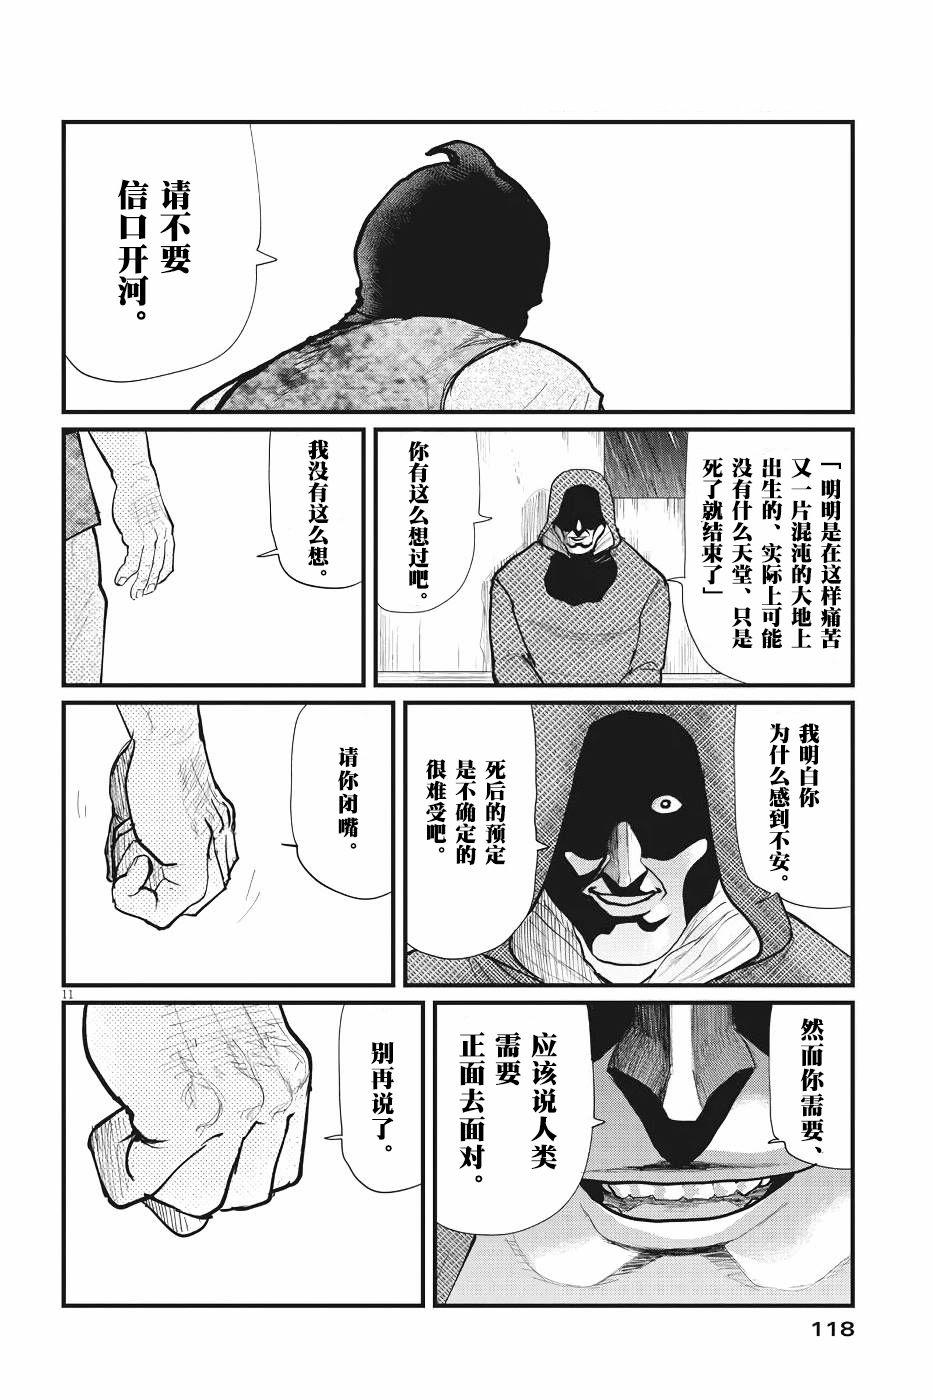 请不要
信口开河。
「明明是在这样痛苦
又一片混沌的大地上
出生的、实际上可能
没有什么天堂、只是
死了就结束了」
你有这么想过吧。
我没有这么想。
我明白你
为什么感到不安。
死后的预定
是不确定的
很难受吧。
请你闭嘴。
11
然而你需要、
应该说人类
需要
正面去面对。
别再说了。
118